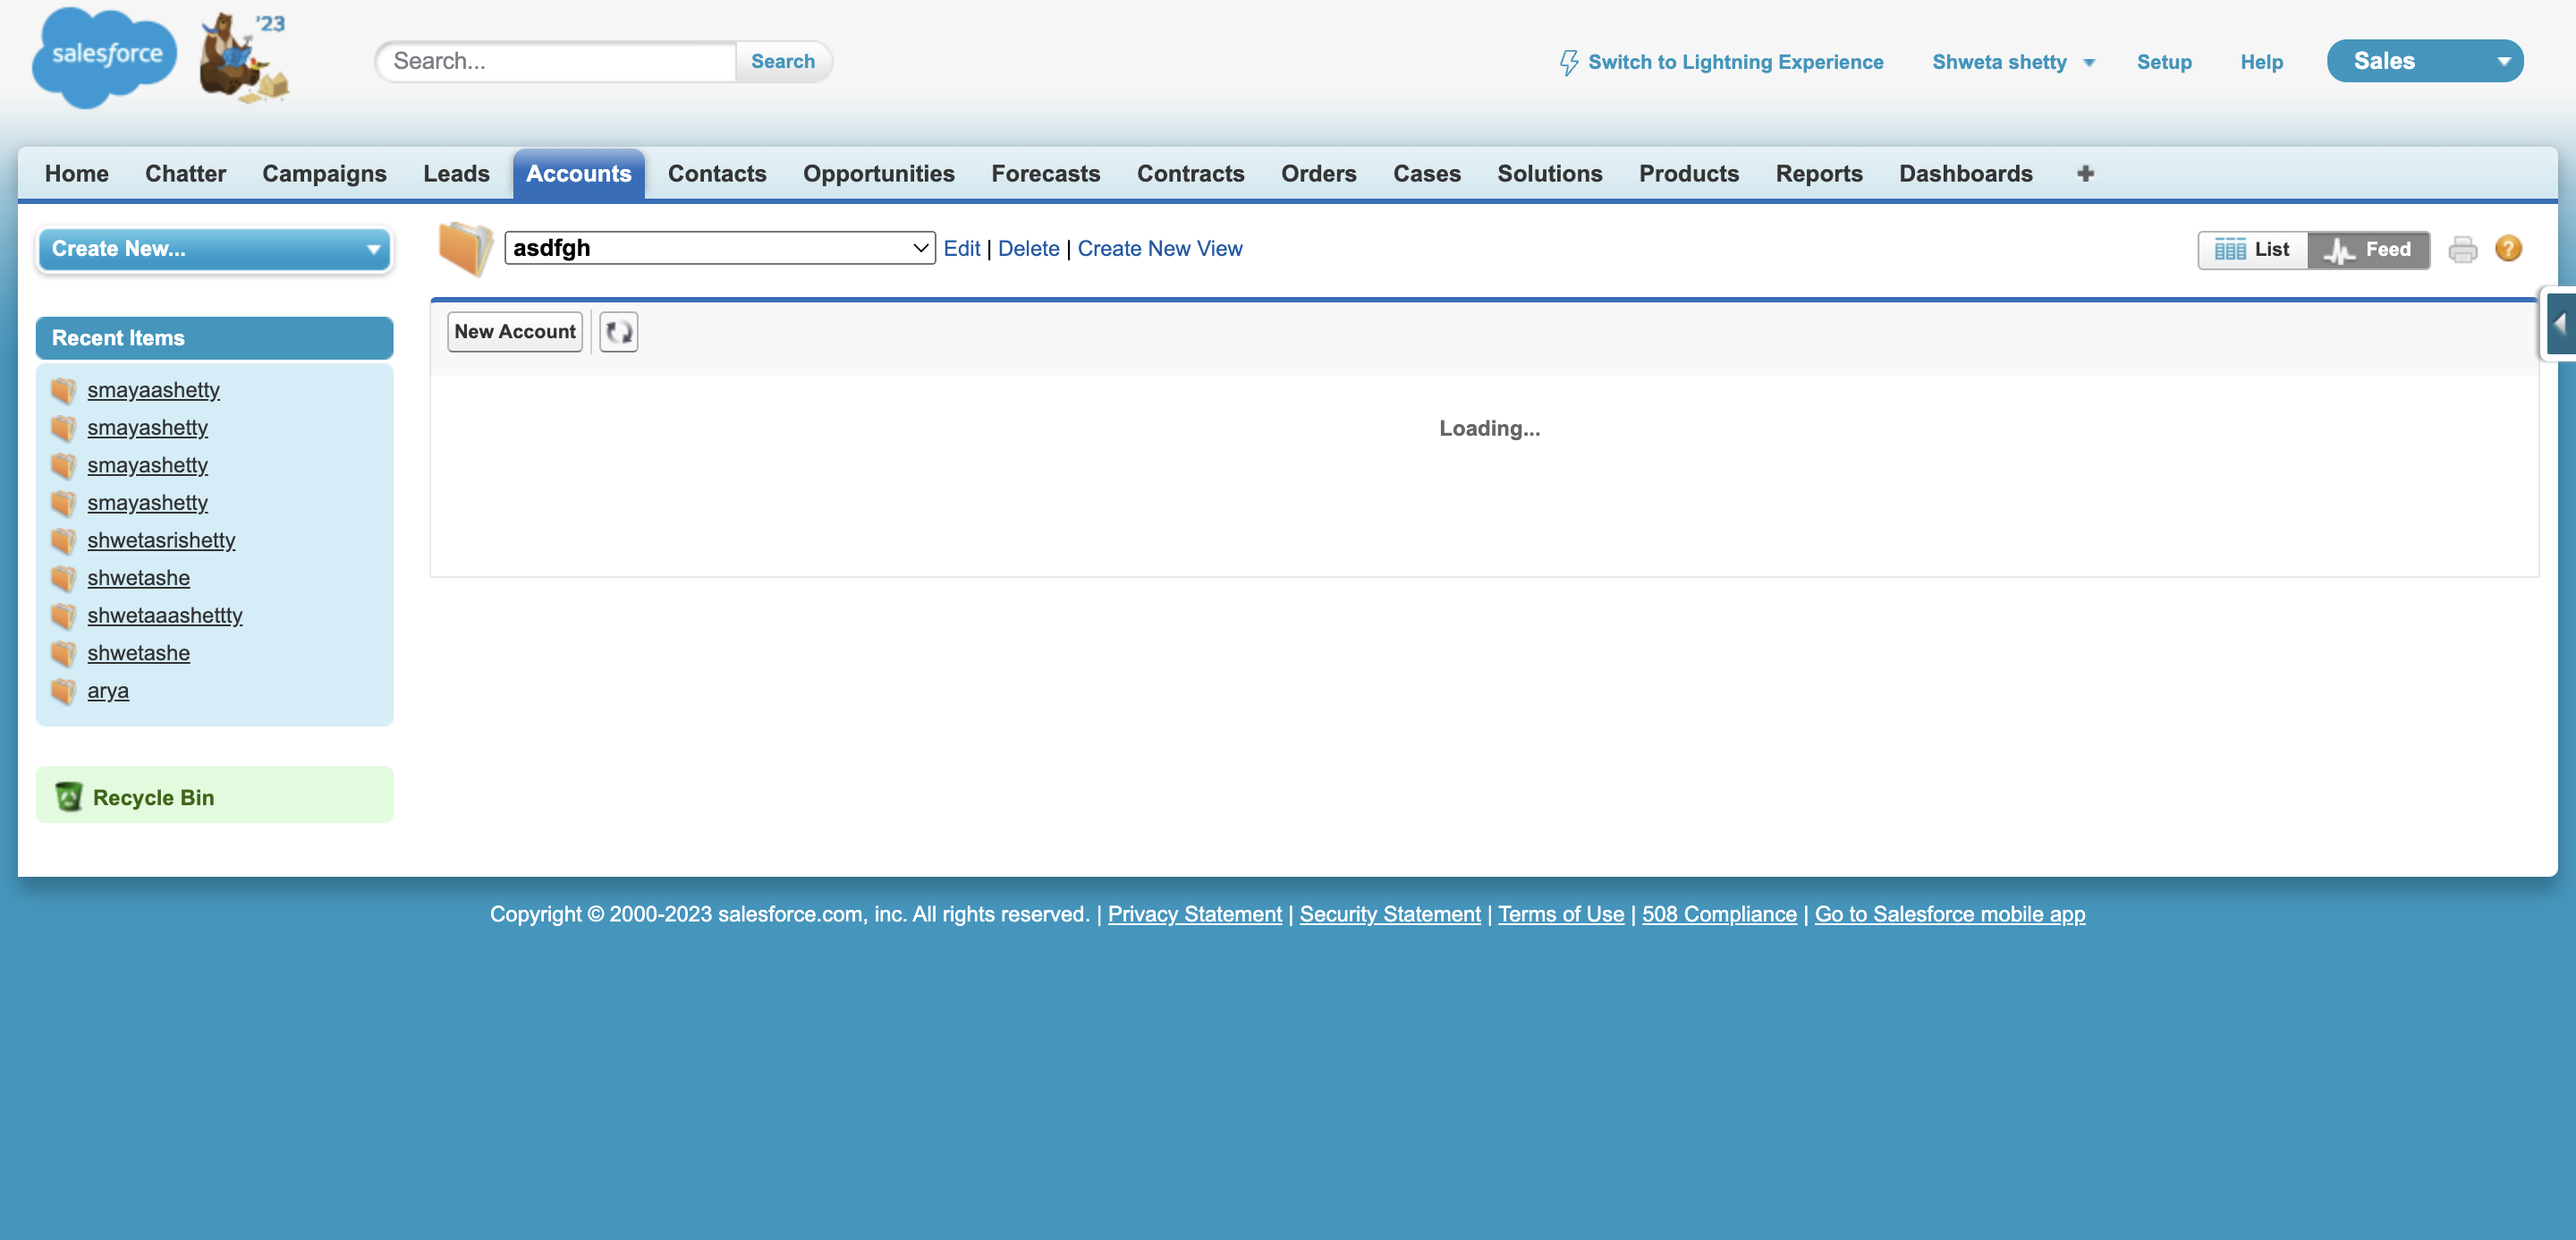 salesforce
'23
Search...
Search
Switch to Lightning Experience
Shweta shetty
Setup
Help
Sales
Home Chatter Campaigns Leads Accounts Contacts Opportunities Forecasts Contracts Orders Cases Solutions Products Reports Dashboards +
Create New...
asdfgh
Edit | Delete | Create New View
List
Feed
?
Recent Items
smayaashetty
smayashetty
smayashetty
smayashetty
shwetasrishetty
shwetashe
shwetaaashettty
shwetashe
arya
Recycle Bin
New Account
Loading...
Copyright © 2000-2023 salesforce.com, inc. All rights reserved. | Privacy Statement | Security Statement | Terms of Use | 508 Compliance | Go to Salesforce mobile app